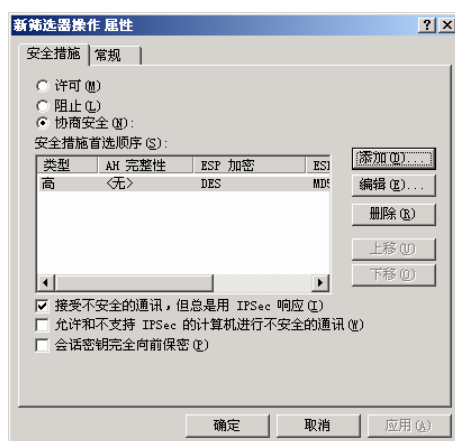 新筛选器操作 属性
安全措施 常规
许可(M)
阻止(L)
协商安全(N):
安全措施首选顺序(S):
类型 AH 完整性 ESP 加密 ESI
高 <无> DES MD5
添加(D)...
编辑(E)...
删除(R)
上移(U)
下移(O)
接受不安全的通讯，但总是用 IPSec 响应(I)
允许和不支持 IPSec 的计算机进行不安全的通讯(W)
会话密钥完全向前保密(P)
确定 取消 应用(A)